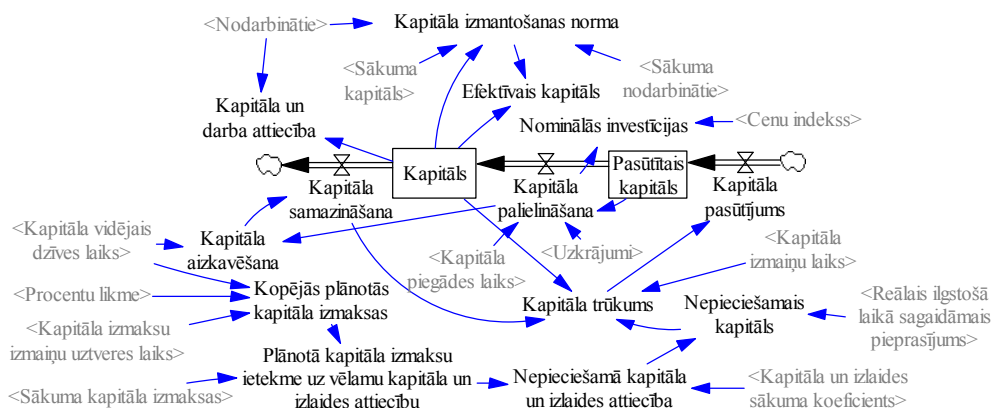 <Nodarbinātie>
Kapitāla izmantošanas norma
<Sākuma
kapitāls>
<Sākuma
nodarbinātie>
Efektīvais kapitāls
Kapitāla un
darba attiecība
Nominālās investīcijas
<Cenu indekss>
Kapitāls
Pasūtītais
kapitāls
Kapitāla
samazināšana
Kapitāla
palielināšana
Kapitāla
pasūtījums
<Kapitāla vidējais
dzīves laiks>
Kapitāla
aizkavēšana
<Kapitāla
piegādes laiks>
<Uzkrājumi>
<Kapitāla
izmaiņu laiks>
<Procentu likme>
Kopējās plānotās
kapitāla izmaksas
Kapitāla trūkums
Nepieciešamais
kapitāls
<Reālais ilgstošā
laikā sagaidāmais
pieprasījums>
<Kapitāla izmaksu
izmaiņu uztveres laiks>
Plānotā kapitāla izmaksu
ietekme uz vēlamu kapitāla un
izlaides attiecību
<Sākuma kapitāla izmaksas>
Nepieciešamā kapitāla
un izlaides attiecība
<Kapitāla un izlaides
sākuma koeficients>